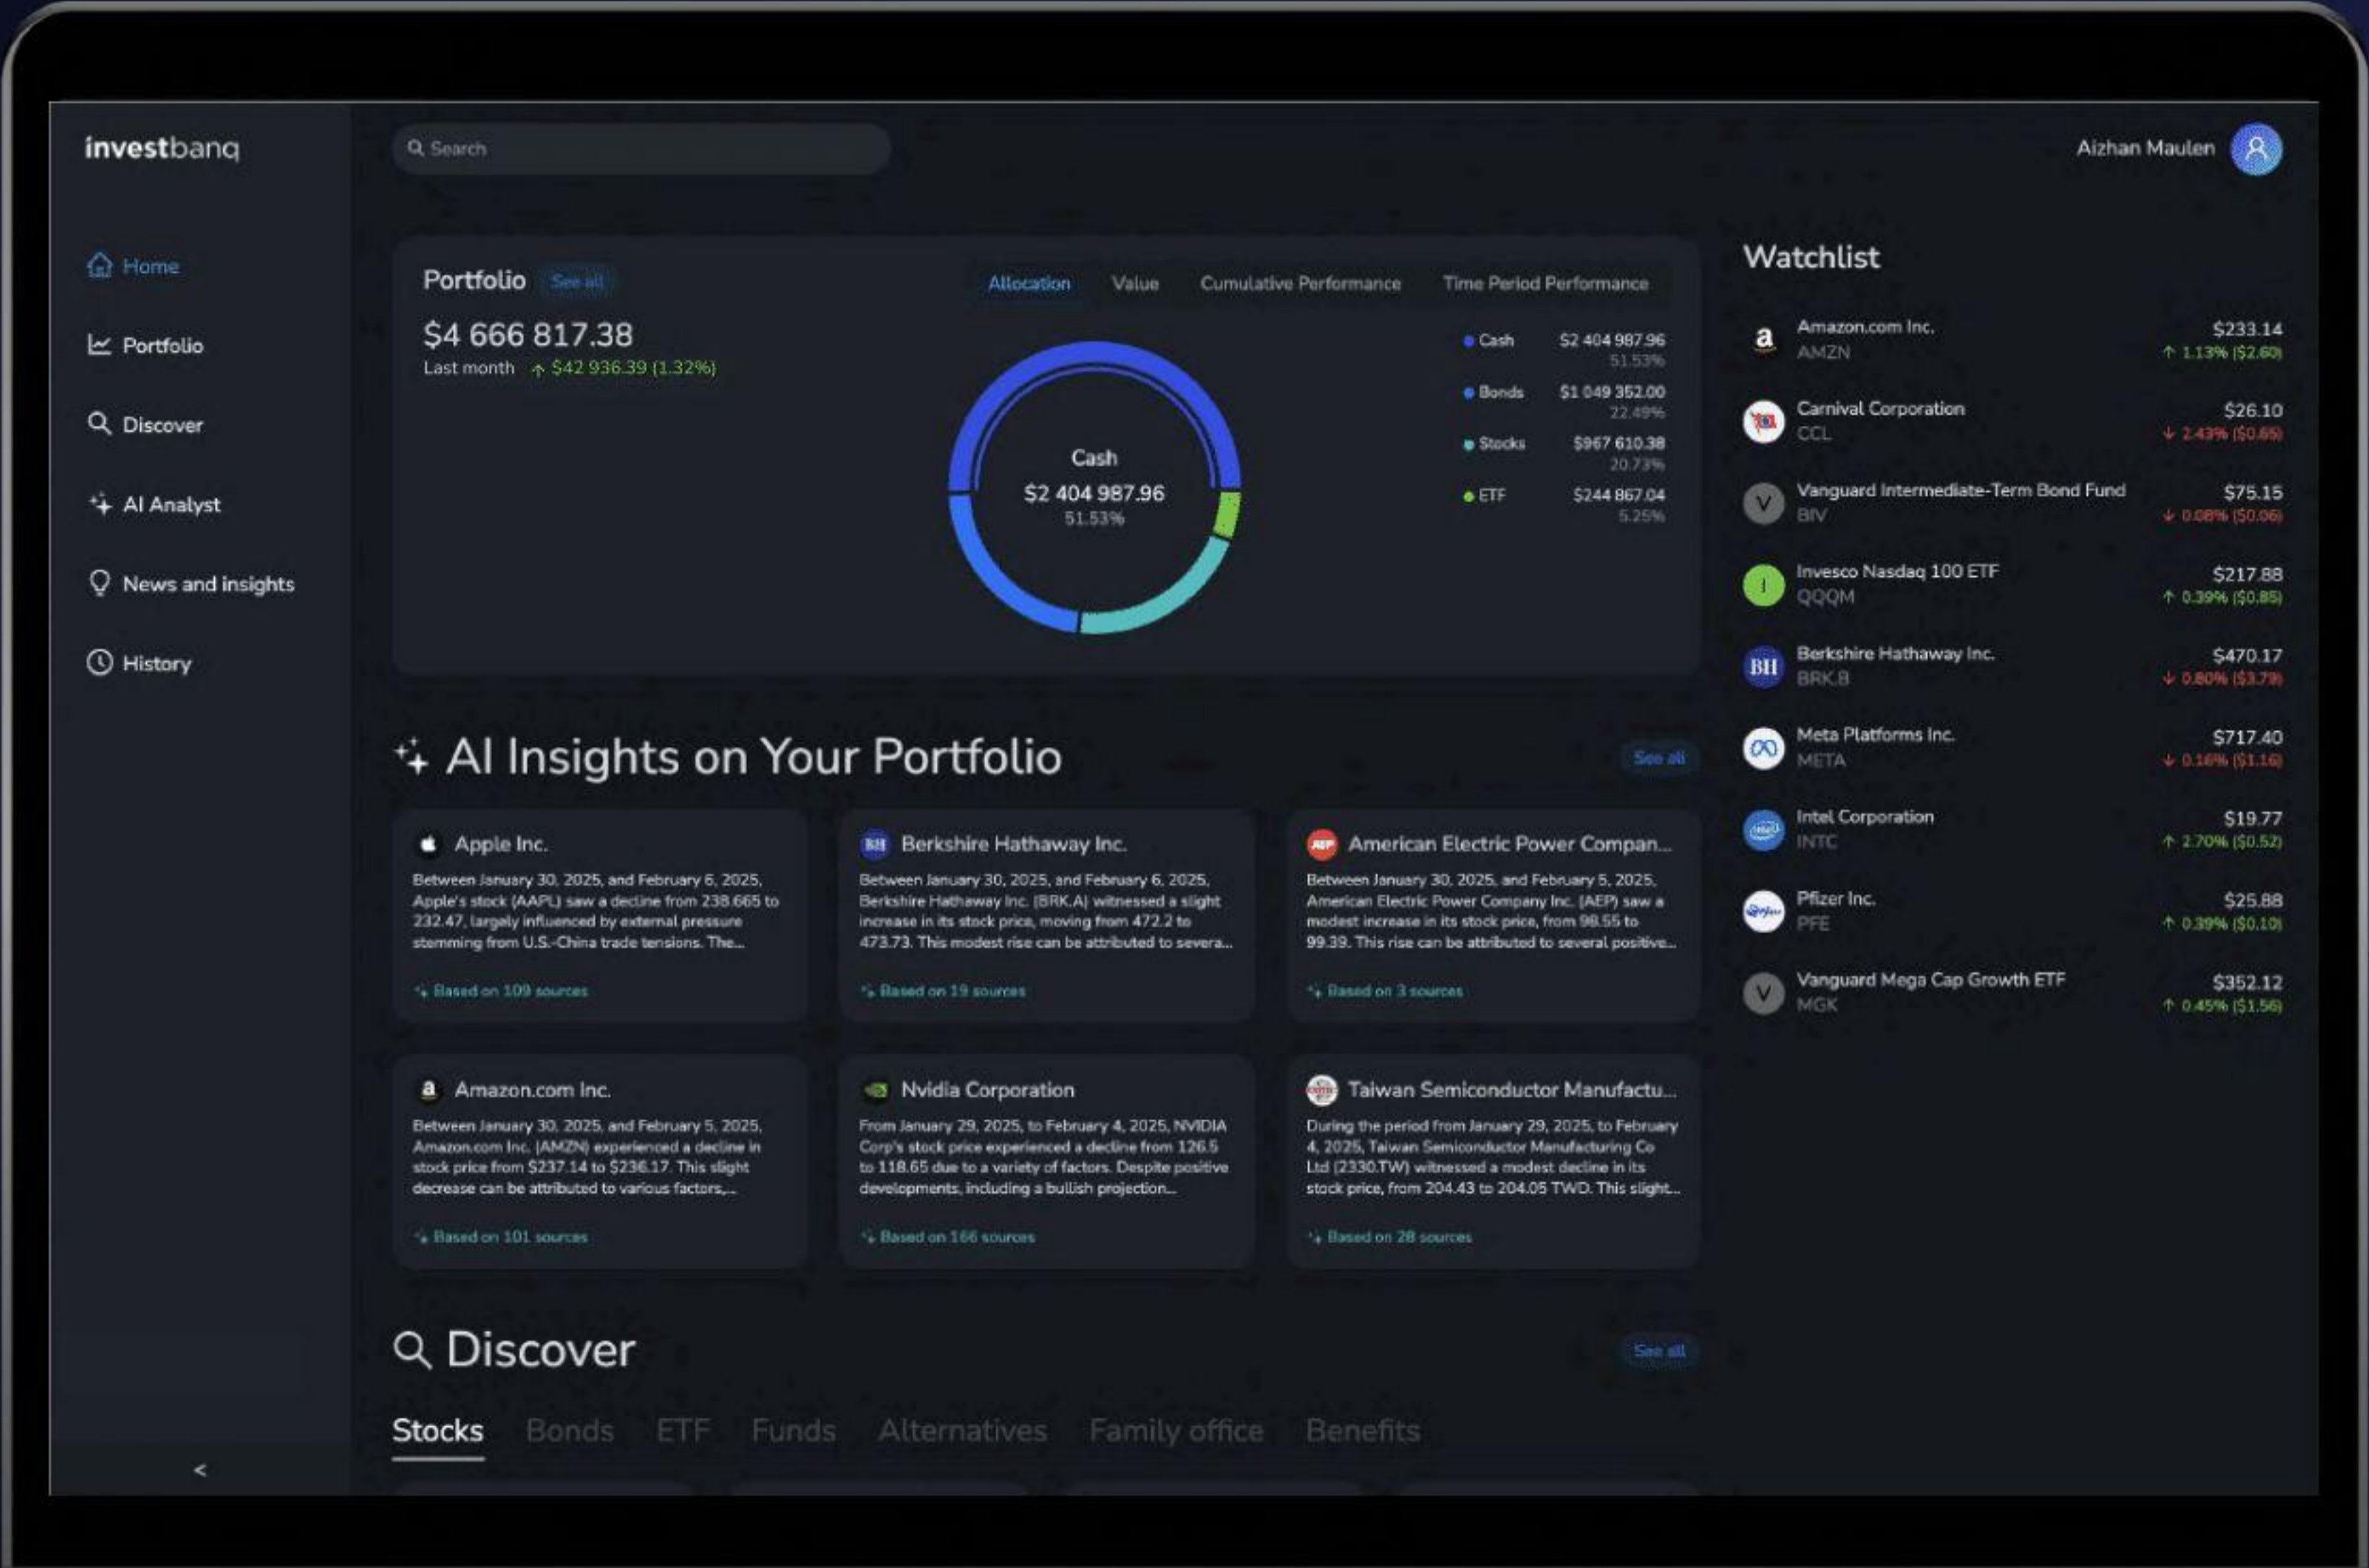 investbanq
Search
Aizhan Maulen
Home
Portfolio
Discover
AI Analyst
News and insights
History
<
Portfolio See all
$4 666 817.38
Last month ↑ $42 936.39 (1.32%)
Allocation Value Cumulative Performance Time Period Performance
Cash
$2 404 987.96
51.53%
Cash $2 404 987.96
51.53%
Bonds $1 049 352.00
22.49%
Stocks $967 610.38
20.73%
ETF $244 867.04
5.25%
AI Insights on Your Portfolio See all
Apple Inc.
Between January 30, 2025, and February 6, 2025,
Apple's stock (AAPL) saw a decline from 238.665 to
232.47, largely influenced by external pressure
stemming from U.S.-China trade tensions. The...
Based on 109 sources
BH Berkshire Hathaway Inc.
Between January 30, 2025, and February 6, 2025,
Berkshire Hathaway Inc. (BRK.A) witnessed a slight
increase in its stock price, moving from 472.2 to
473.73. This modest rise can be attributed to severa...
Based on 19 sources
AEP American Electric Power Compan...
Between January 30, 2025, and February 5, 2025,
American Electric Power Company Inc. (AEP) saw a
modest increase in its stock price, from 98.55 to
99.39. This rise can be attributed to several positive...
Based on 3 sources
a Amazon.com Inc.
Between January 30, 2025, and February 5, 2025,
Amazon.com Inc. (AMZN) experienced a decline in
stock price from $237.14 to $236.17. This slight
decrease can be attributed to various factors,...
Based on 101 sources
Nvidia Corporation
From January 29, 2025, to February 4, 2025, NVIDIA
Corp's stock price experienced a decline from 126.5
to 118.65 due to a variety of factors. Despite positive
developments, including a bullish projection...
Based on 166 sources
Taiwan Semiconductor Manufactu...
During the period from January 29, 2025, to February
4, 2025, Taiwan Semiconductor Manufacturing Co
Ltd (2330.TW) witnessed a modest decline in its
stock price, from 204.43 to 204.05 TWD. This slight...
Based on 28 sources
Discover See all
Stocks Bonds ETF Funds Alternatives Family office Benefits
Watchlist
a Amazon.com Inc. $233.14
AMZN ↑ 1.13% ($2.60)
Carnival Corporation $26.10
CCL ↓ 2.43% ($0.65)
V Vanguard Intermediate-Term Bond Fund $75.15
BIV ↓ 0.08% ($0.06)
I Invesco Nasdaq 100 ETF $217.88
QQQM ↑ 0.39% ($0.85)
BH Berkshire Hathaway Inc. $470.17
BRK.B ↓ 0.80% ($3.79)
Meta Platforms Inc. $717.40
META ↓ 0.16% ($1.16)
intel Intel Corporation $19.77
INTC ↑ 2.70% ($0.52)
Pfizer Pfizer Inc. $25.88
PFE ↑ 0.39% ($0.10)
V Vanguard Mega Cap Growth ETF $352.12
MGK ↑ 0.45% ($1.56)